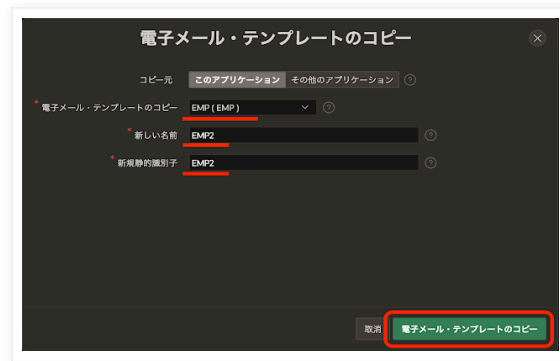 電子メール・テンプレートのコピー
コピー元 このアプリケーション その他のアプリケーション
* 電子メール・テンプレートのコピー EMP ( EMP )
* 新しい名前 EMP2
* 新規静的識別子 EMP2
取消 電子メール・テンプレートのコピー